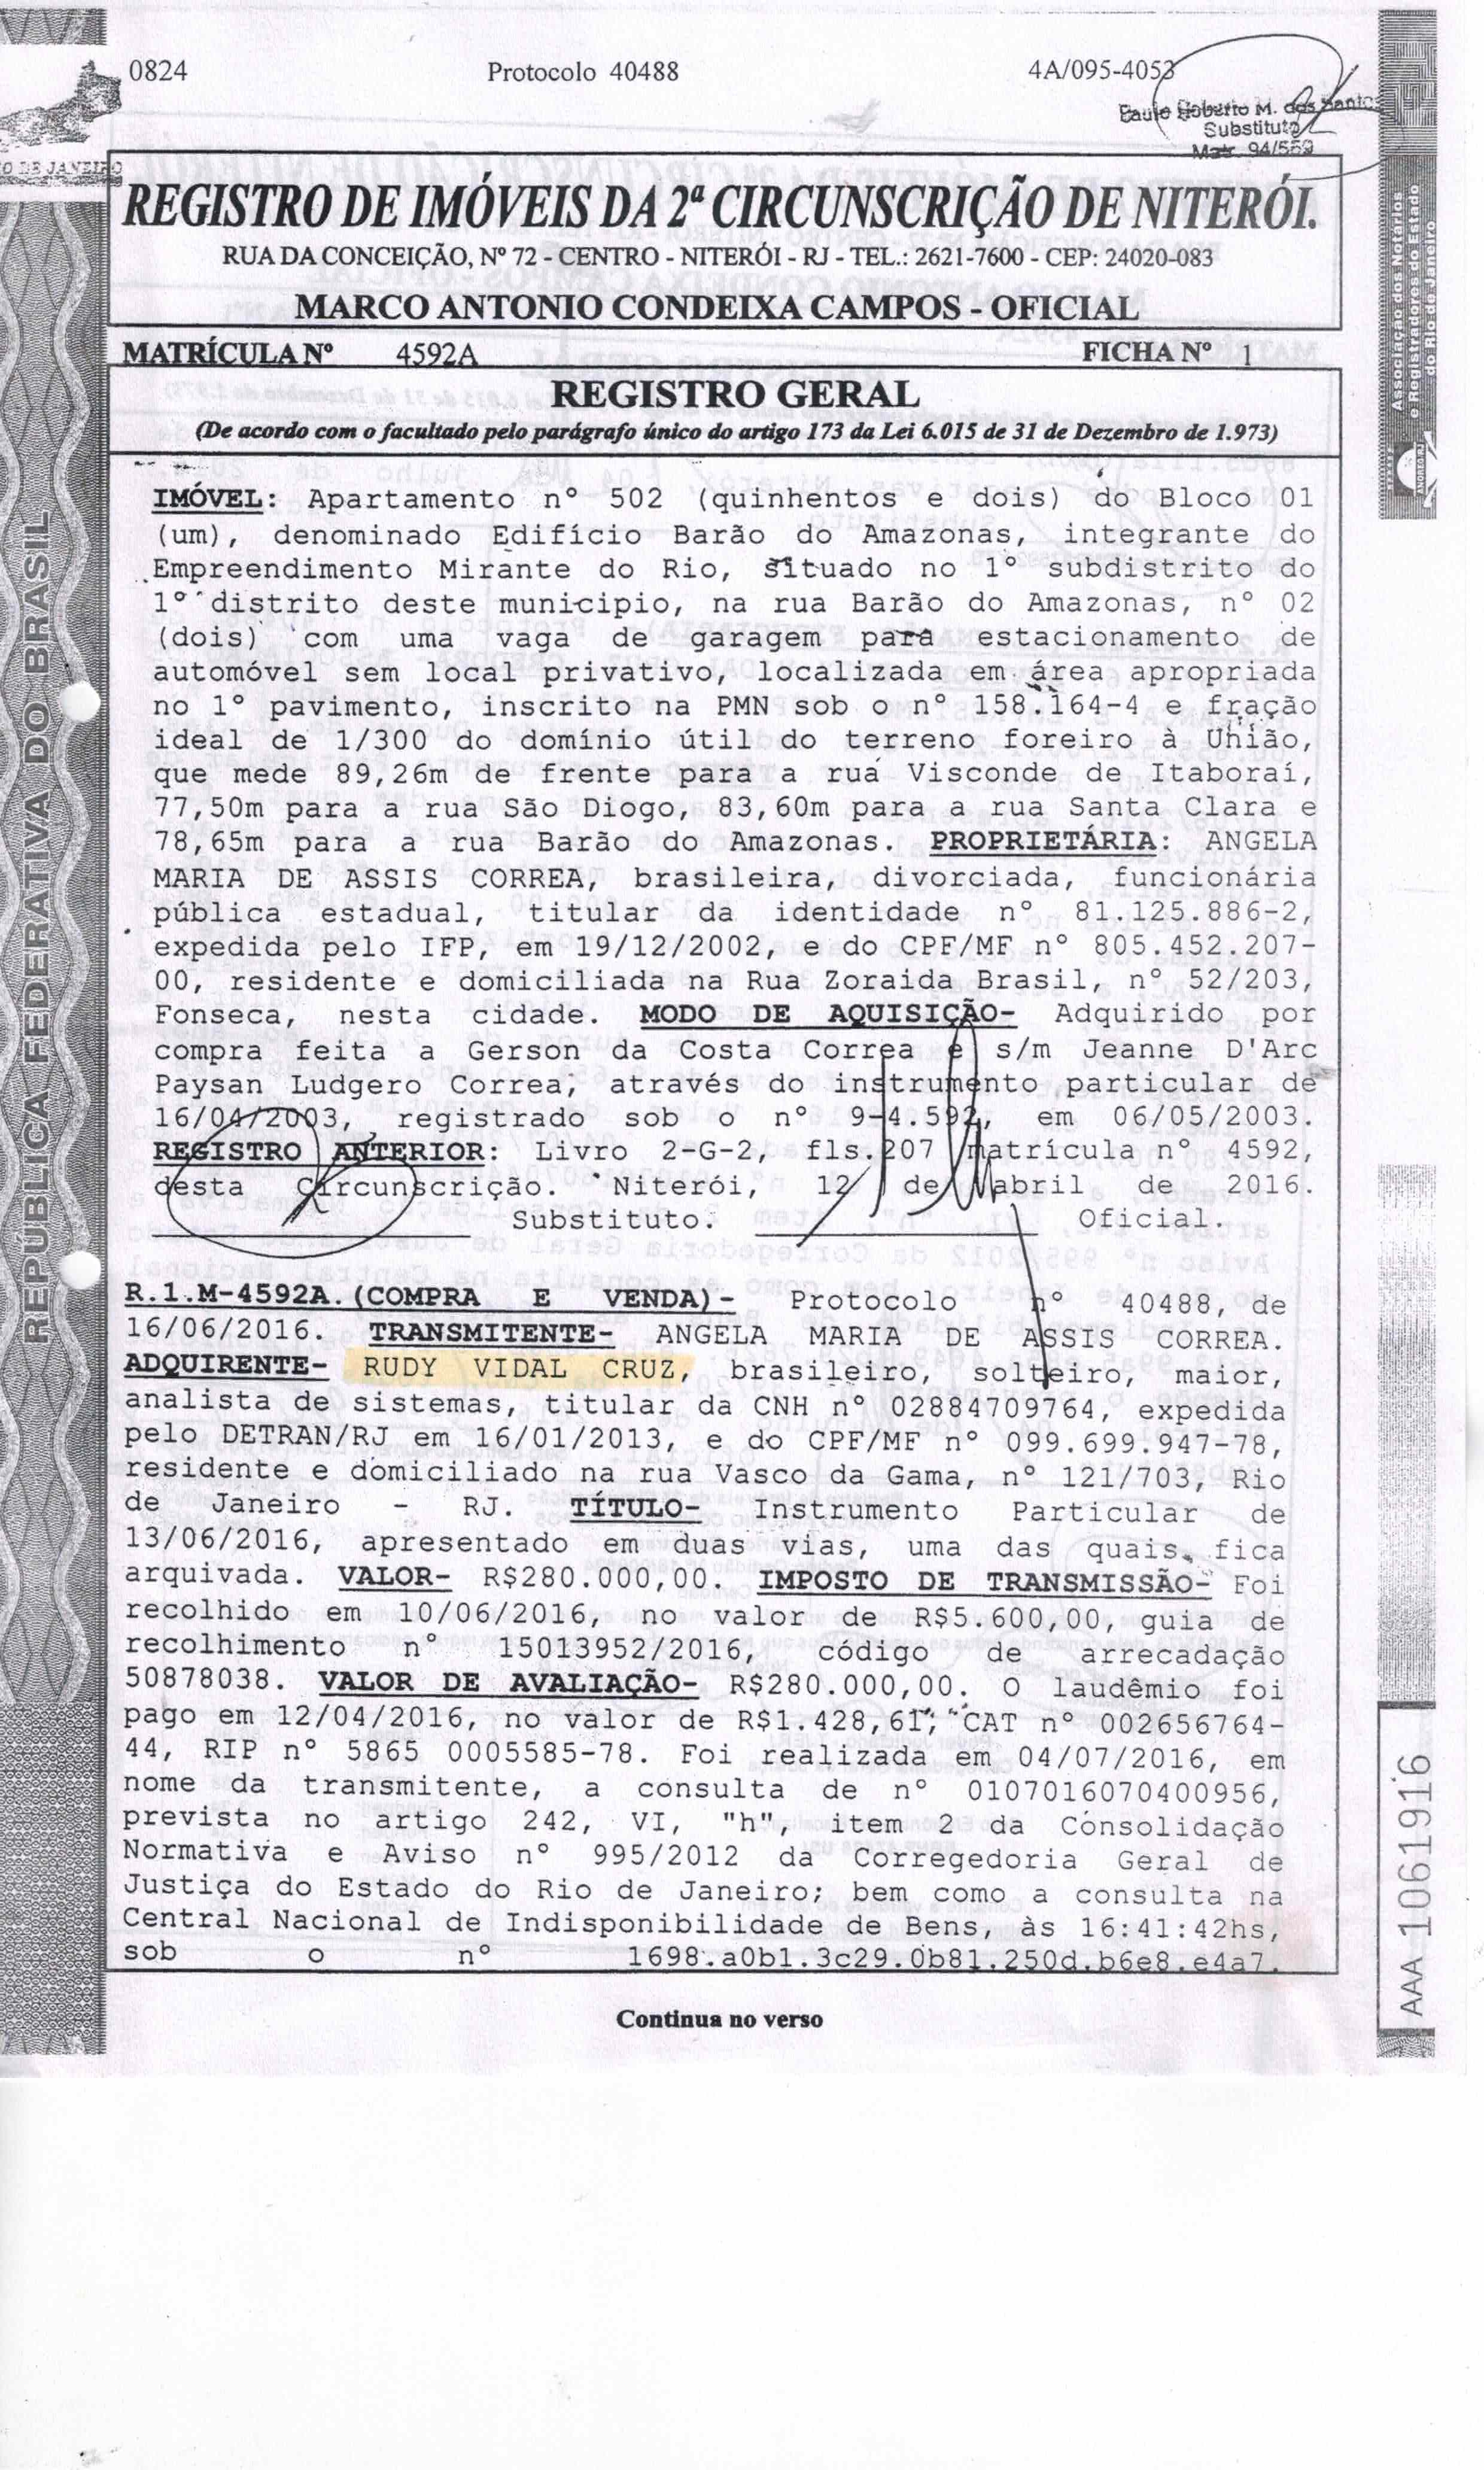 0824 Protocolo 40488 4A/095-4053
Paulo Roberto M. dos Santos
Substituto
Matr. 94/559
O DE JANEIRO
REGISTRO DE IMÓVEIS DA 2ª CIRCUNSCRIÇÃO DE NITERÓI.
RUA DA CONCEIÇÃO, Nº 72 - CENTRO - NITERÓI - RJ - TEL.: 2621-7600 - CEP: 24020-083
MARCO ANTONIO CONDEIXA CAMPOS - OFICIAL
MATRÍCULA Nº 4592A FICHA Nº 1
REGISTRO GERAL
(De acordo com o facultado pelo parágrafo único do artigo 173 da Lei 6.015 de 31 de Dezembro de 1.973)
IMÓVEL: Apartamento nº 502 (quinhentos e dois) do Bloco 01
(um), denominado Edifício Barão do Amazonas, integrante do
Empreendimento Mirante do Rio, situado no 1º subdistrito do
1º distrito deste municipio, na rua Barão do Amazonas, nº 02
(dois) com uma vaga de garagem para estacionamento de
automóvel sem local privativo, localizada em área apropriada
no 1º pavimento, inscrito na PMN sob o nº 158.164-4 e fração
ideal de 1/300 do domínio útil do terreno foreiro à União,
que mede 89,26m de frente para a rua Visconde de Itaboraí,
77,50m para a rua São Diogo, 83,60m para a rua Santa Clara e
78,65m para a rua Barão do Amazonas. PROPRIETÁRIA: ANGELA
MARIA DE ASSIS CORREA, brasileira, divorciada, funcionária
pública estadual, titular da identidade nº 81.125.886-2,
expedida pelo IFP, em 19/12/2002, e do CPF/MF nº 805.452.207-
00, residente e domiciliada na Rua Zoraida Brasil, nº 52/203,
Fonseca, nesta cidade. MODO DE AQUISIÇÃO- Adquirido por
compra feita a Gerson da Costa Correa e s/m Jeanne D'Arc
Paysan Ludgero Correa, através do instrumento particular de
16/04/2003, registrado sob o nº 9-4.592, em 06/05/2003.
REGISTRO ANTERIOR: Livro 2-G-2, fls 207 matrícula nº 4592,
desta Circunscrição. Niterói, 12 de abril de 2016.
Substituto. Oficial.
R.1.M-4592A.(COMPRA E VENDA)- Protocolo nº 40488, de
16/06/2016. TRANSMITENTE- ANGELA MARIA DE ASSIS CORREA.
ADQUIRENTE- RUDY VIDAL CRUZ, brasileiro, solteiro, maior,
analista de sistemas, titular da CNH nº 02884709764, expedida
pelo DETRAN/RJ em 16/01/2013, e do CPF/MF nº 099.699.947-78,
residente e domiciliado na rua Vasco da Gama, nº 121/703, Rio
de Janeiro - RJ. TÍTULO- Instrumento Particular de
13/06/2016, apresentado em duas vias, uma das quais fica
arquivada. VALOR- R$280.000,00. IMPOSTO DE TRANSMISSÃO- Foi
recolhido em 10/06/2016, no valor de R$5.600,00, guia de
recolhimento nº 15013952/2016, código de arrecadação
50878038. VALOR DE AVALIAÇÃO- R$280.000,00. O laudêmio foi
pago em 12/04/2016, no valor de R$1.428,61, CAT nº 002656764-
44, RIP nº 5865 0005585-78. Foi realizada em 04/07/2016, em
nome da transmitente, a consulta de nº 0107016070400956,
prevista no artigo 242, VI, "h", item 2 da Consolidação
Normativa e Aviso nº 995/2012 da Corregedoria Geral de
Justiça do Estado do Rio de Janeiro; bem como a consulta na
Central Nacional de Indisponibilidade de Bens, às 16:41:42hs,
sob o nº 1698.a0b1.3c29.0b81.250d.b6e8.e4a7.
Continua no verso
REPÚBLICA FEDERATIVA DO BRASIL
Associação dos Notários
e Registradores do Estado
do Rio de Janeiro
AAA 1061916